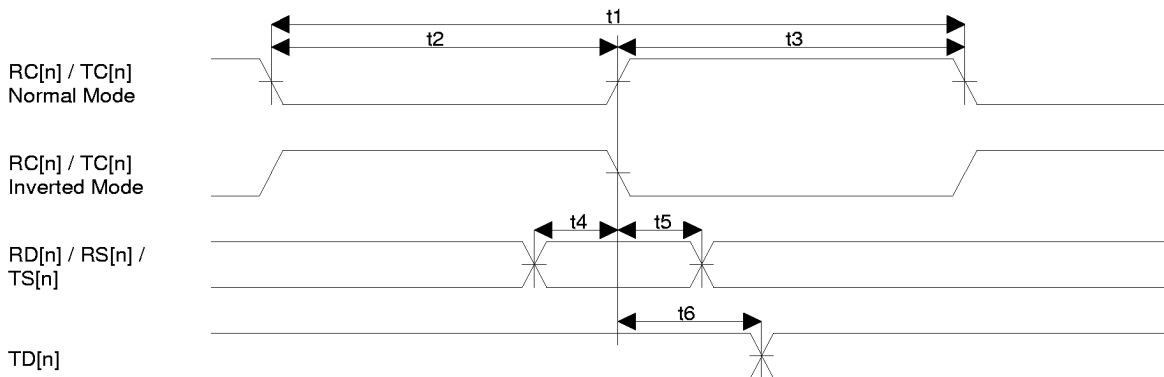 t1
t2
t3
RC[n] / TC[n]
Normal Mode
RC[n] / TC[n]
Inverted Mode
t4
t5
RD[n] / RS[n] /
TS[n]
t6
TD[n]